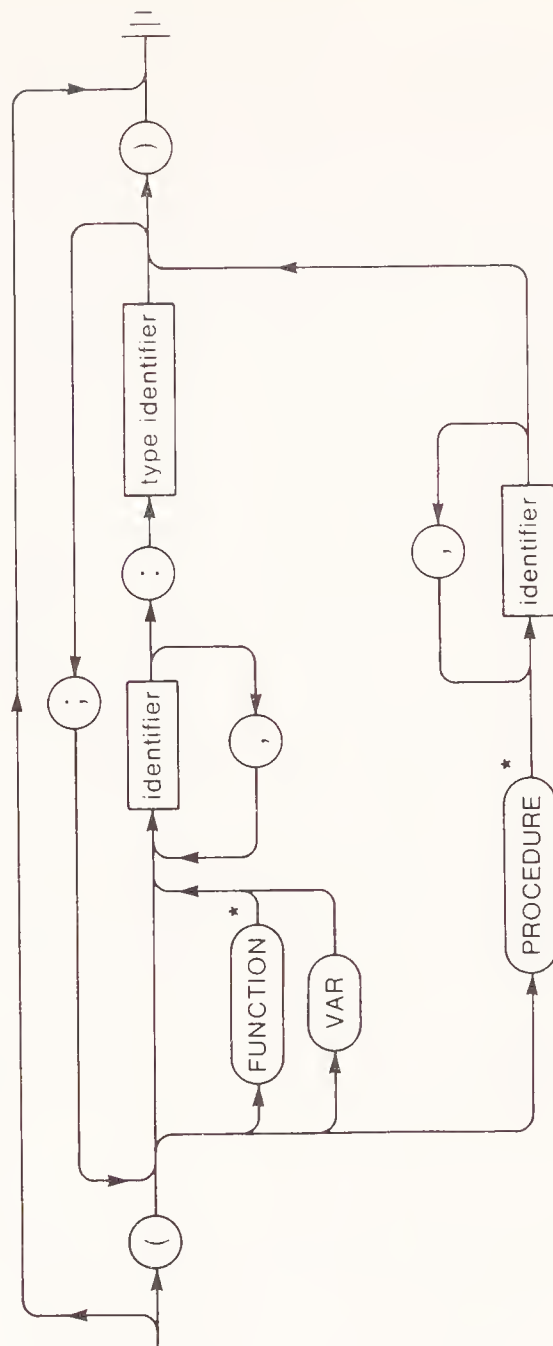 (
;
identifier
:
type identifier
)
,
FUNCTION *
VAR
,
PROCEDURE *
identifier